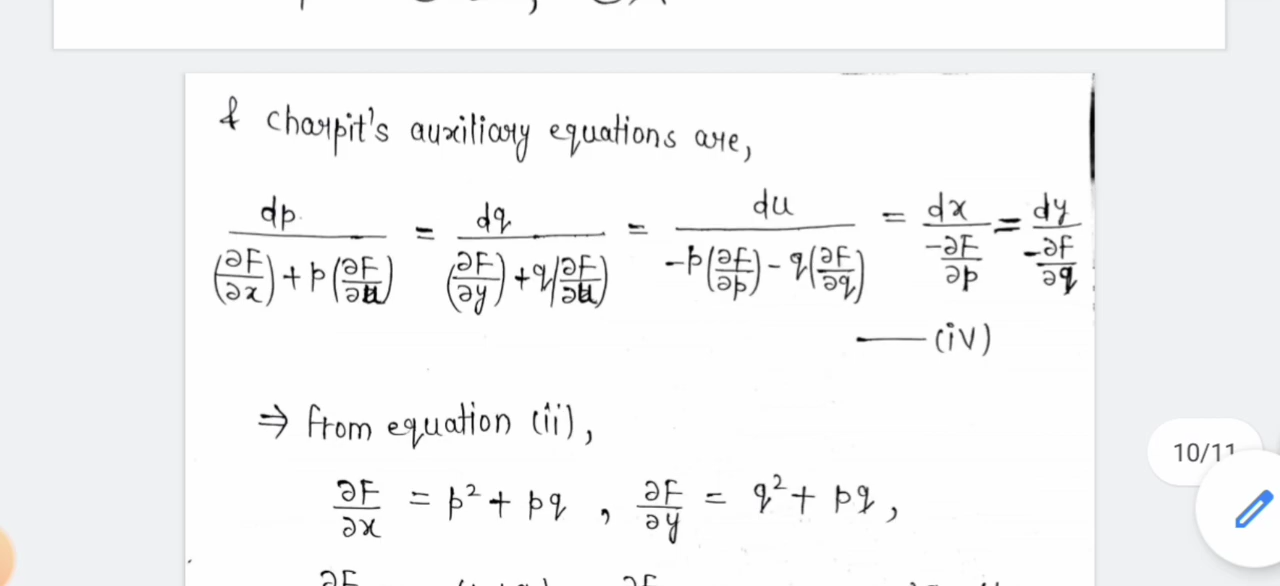 & charpit's auxiliary equations are,
dp/((∂F/∂x) + p(∂F/∂u)) = dq/((∂F/∂y) + q(∂F/∂u)) = du/(-p(∂F/∂p) - q(∂F/∂q)) = dx/(-∂F/∂p) = dy/(-∂F/∂q)
—— (iv)
⇒ from equation (ii),
10/11
∂F/∂x = p² + pq , ∂F/∂y = q² + pq ,